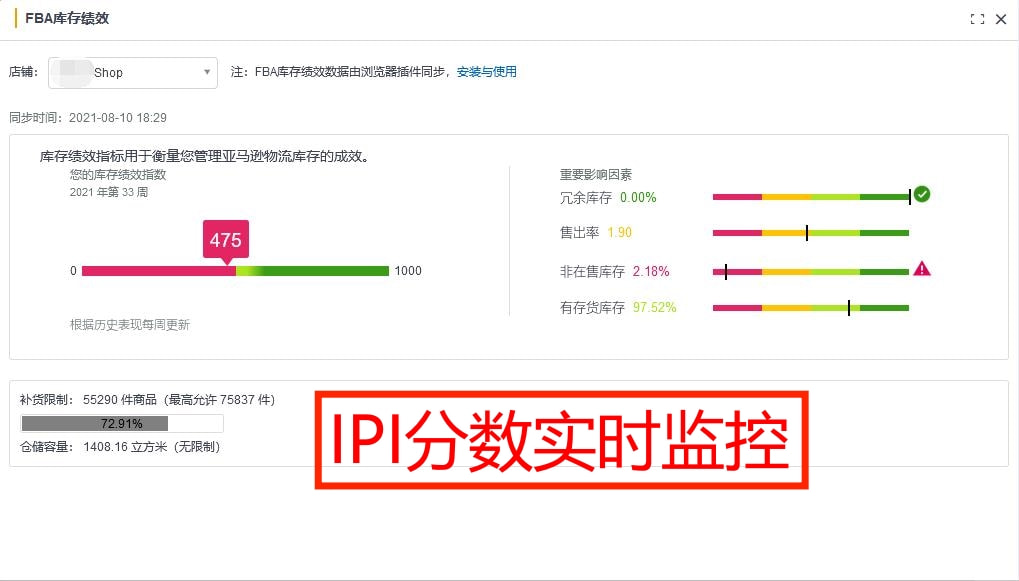 FBA库存绩效
店铺： Shop 注：FBA库存绩效数据由浏览器插件同步，安装与使用
同步时间：2021-08-10 18:29
库存绩效指标用于衡量您管理亚马逊物流库存的成效。
您的库存绩效指数
2021 年第 33 周
475
0 1000
根据历史表现每周更新
重要影响因素
冗余库存 0.00%
售出率 1.90
非在售库存 2.18%
有存货库存 97.52%
补货限制： 55290 件商品（最高允许 75837 件）
72.91%
仓储容量： 1408.16 立方米（无限制）
IPI分数实时监控